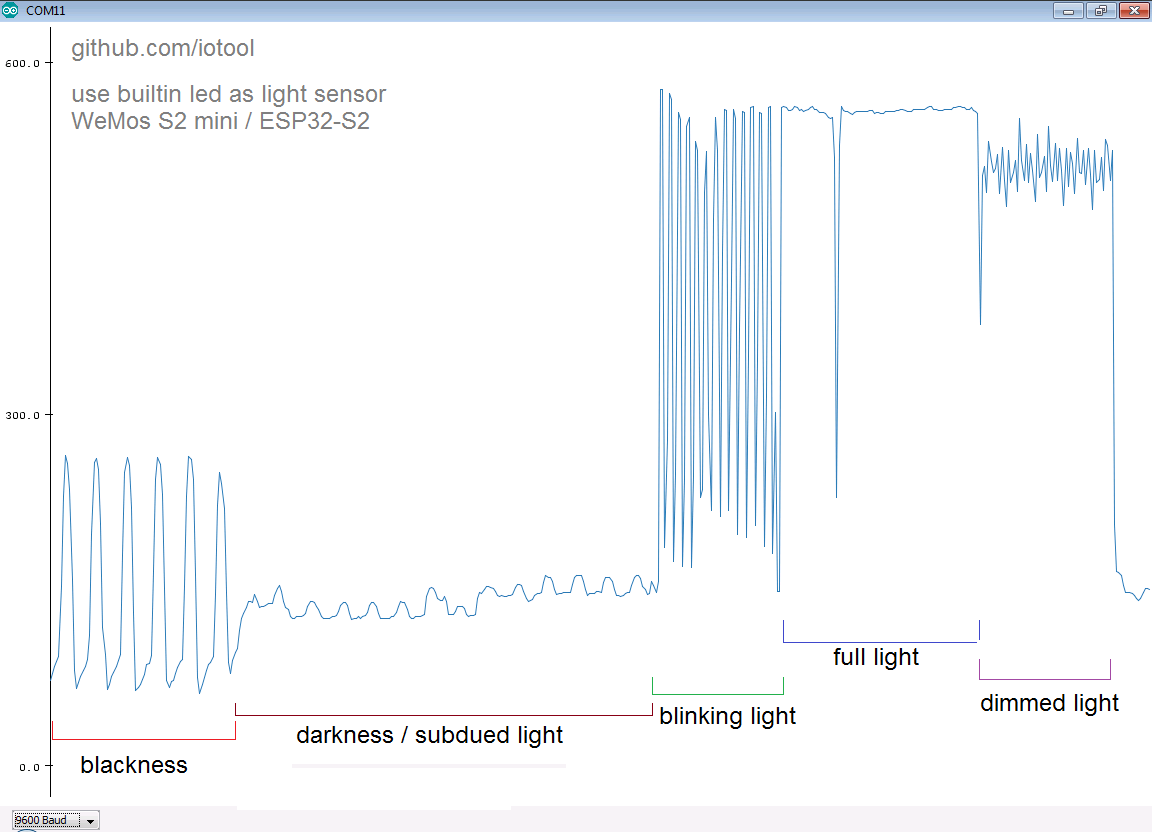 COM11
github.com/iotool
600.0
use builtin led as light sensor
WeMos S2 mini / ESP32-S2
300.0
full light
dimmed light
blinking light
darkness / subdued light
blackness
0.0
9600 Baud